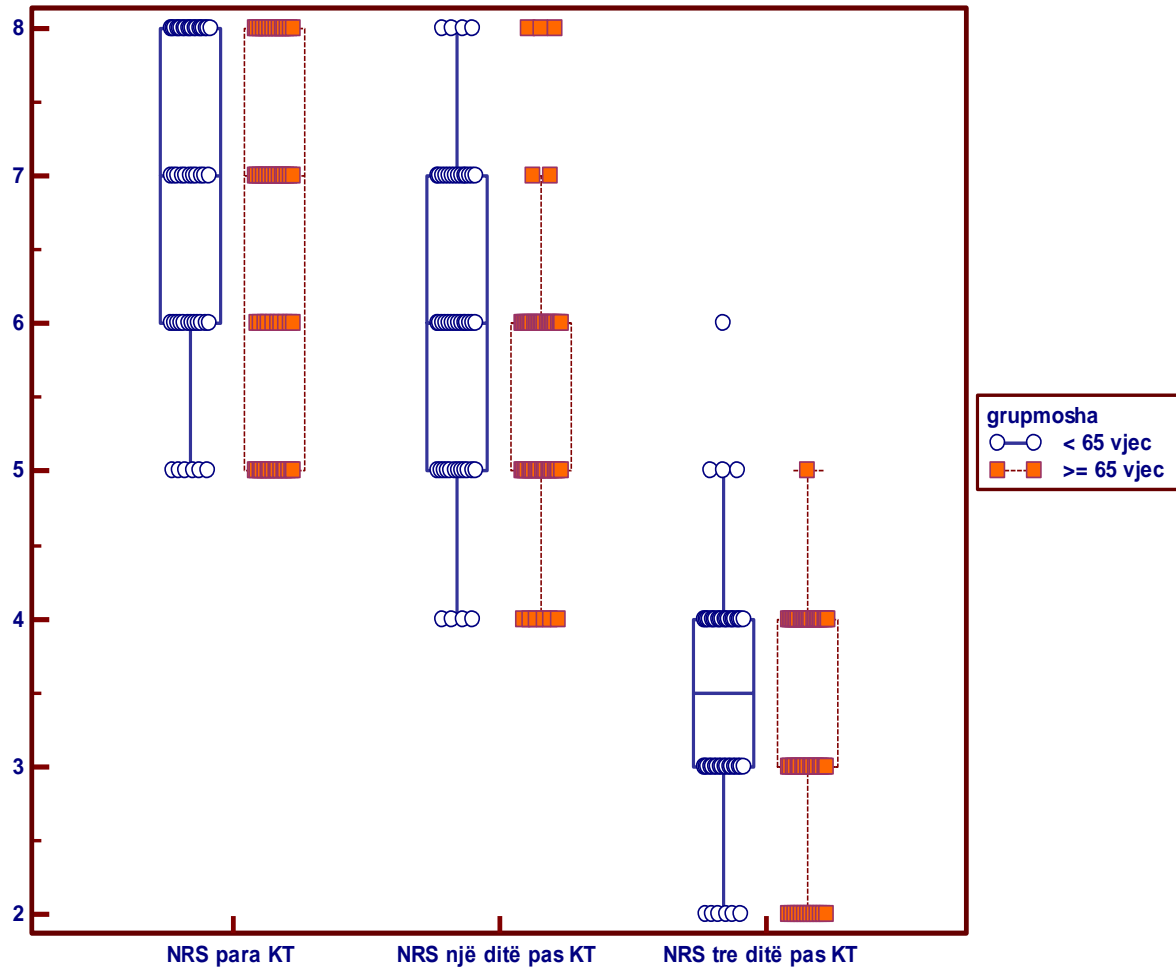 8
7
6
5
4
3
2
NRS para KT
NRS një ditë pas KT
NRS tre ditë pas KT
grupmosha
< 65 vjec
>= 65 vjec